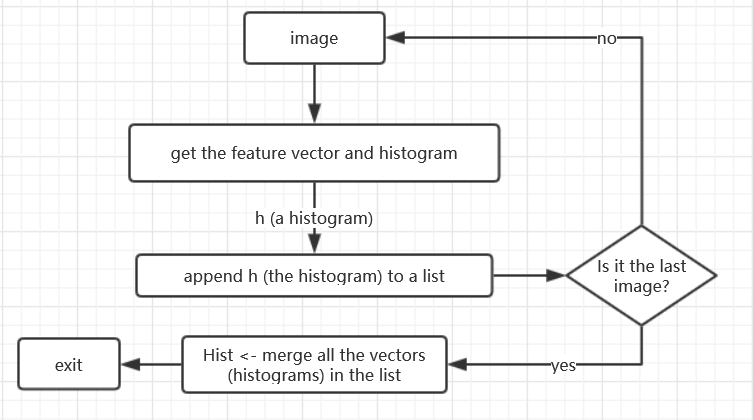 image
no
get the feature vector and histogram
h (a histogram)
append h (the histogram) to a list
Is it the last
image?
Hist <- merge all the vectors
(histograms) in the list
yes
exit